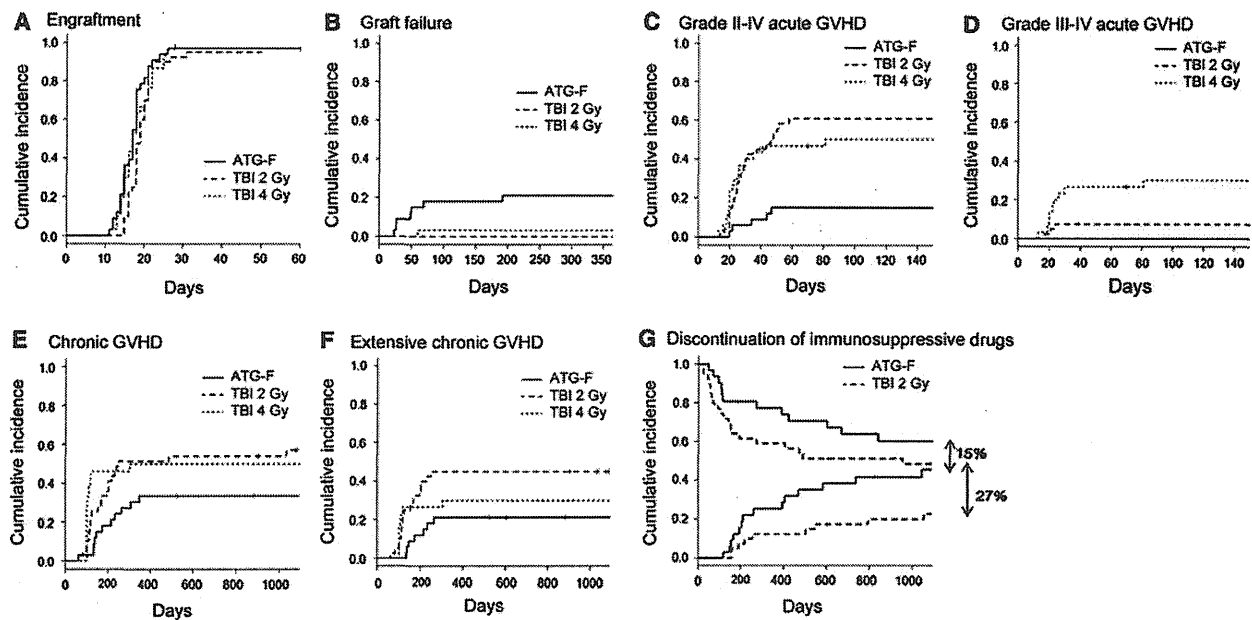 A Engraftment
Cumulative incidence
1.0
0.8
0.6
0.4
0.2
0.0
ATG-F
TBI 2 Gy
TBI 4 Gy
0 10 20 30 40 50 60
Days
B Graft failure
Cumulative incidence
1.0
0.8
0.6
0.4
0.2
0.0
ATG-F
TBI 2 Gy
TBI 4 Gy
0 50 100 150 200 250 300 350
Days
C Grade II-IV acute GVHD
Cumulative incidence
1.0
0.8
0.6
0.4
0.2
0.0
ATG-F
TBI 2 Gy
TBI 4 Gy
0 20 40 60 80 100 120 140
Days
D Grade III-IV acute GVHD
Cumulative incidence
1.0
0.8
0.6
0.4
0.2
0.0
ATG-F
TBI 2 Gy
TBI 4 Gy
0 20 40 60 80 100 120 140
Days
E Chronic GVHD
Cumulative incidence
1.0
0.8
0.6
0.4
0.2
0.0
ATG-F
TBI 2 Gy
TBI 4 Gy
0 200 400 600 800 1000
Days
F Extensive chronic GVHD
Cumulative incidence
1.0
0.8
0.6
0.4
0.2
0.0
ATG-F
TBI 2 Gy
TBI 4 Gy
0 200 400 600 800 1000
Days
G Discontinuation of immunosuppressive drugs
Cumulative incidence
1.0
0.8
0.6
0.4
0.2
0.0
ATG-F
TBI 2 Gy
15%
27%
0 200 400 600 800 1000
Days